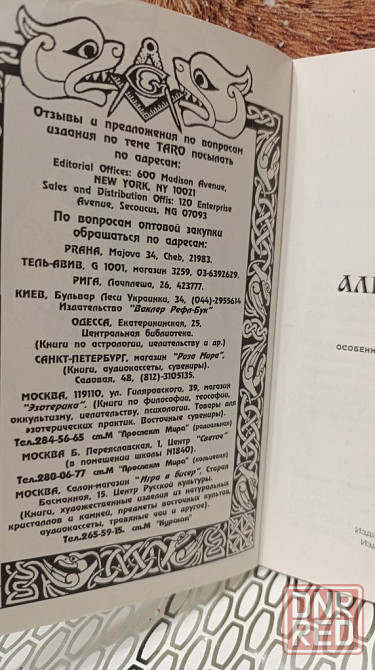 G
Отзывы и предложения по вопросам
издания по теме TARO посылать
по адресам:
Editorial Offices: 600 Madison Avenue,
NEW YORK, NY 10021
Sales and Distribution Offis: 120 Enterprise
Avenue, Secoucus, NG 07093
По вопросам оптовой закупки
обращаться по адресам:
PRAHA, Majova 34, Cheb, 21983.
ТЕЛЬ-АВИВ, G 1001, магазин 3259, 03-6392629.
РИГА, Лачплеша, 26, 423777.
КИЕВ, Бульвар Леси Украинки, 34, (044)-2955614
Издательство "Ваклер Рефл-Бук"
ОДЕССА, Екатерининская, 25,
Центральная библиотека.
(Книги по астрологии, целительству и др.)
САНКТ-ПЕТЕРБУРГ, магазин "Роза Мира",
(Книги, аудиокассеты, сувениры).
Садовая, 48, (812)-3105135.
МОСКВА, 119110, ул. Гиляровского, 39, магазин
"Эзотерика". (Книги по философии, теософии,
оккультизму, целительству, психологии. Товары для
эзотерических практик. Восточные сувениры).
Тел.284-56-65 ст.М "Проспект Мира" (радиальная)
МОСКВА Б. Переяславская, 1, Центр "Светоч"
(в помещении школы N1840).
Тел.280-06-77 ст.М "Проспект Мира" (кольцевая)
МОСКВА, Салон-магазин "Игра в бисер", Старая
Басманная, 15. Центр Русской культуры.
(Книги, художественные изделия из натуральных
кристаллов и камней, предметы восточных культов,
аудиокассеты, травяные чаи и другое).
Тел.265-59-15. ст.М "Курская"
ОСОБЕНН
Изд
Из
DNR
RED